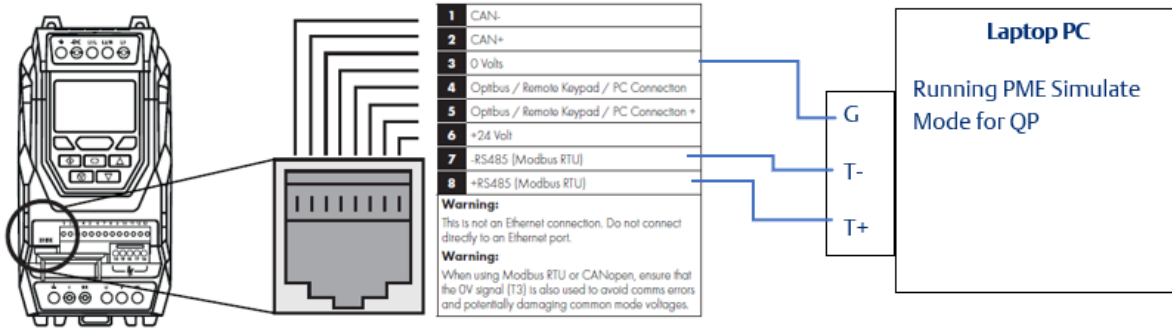 1 CAN-
2 CAN+
3 0 Volts
4 Optibus / Remote Keypad / PC Connection
5 Optibus / Remote Keypad / PC Connection +
6 +24 Volt
7 -RS485 (Modbus RTU)
8 +RS485 (Modbus RTU)
Warning:
This is not an Ethernet connection. Do not connect
directly to an Ethernet port.
Warning:
When using Modbus RTU or CANopen, ensure that
the 0V signal (T3) is also used to avoid comms errors
and potentially damaging common mode voltages.
G
T-
T+
Laptop PC
Running PME Simulate
Mode for QP